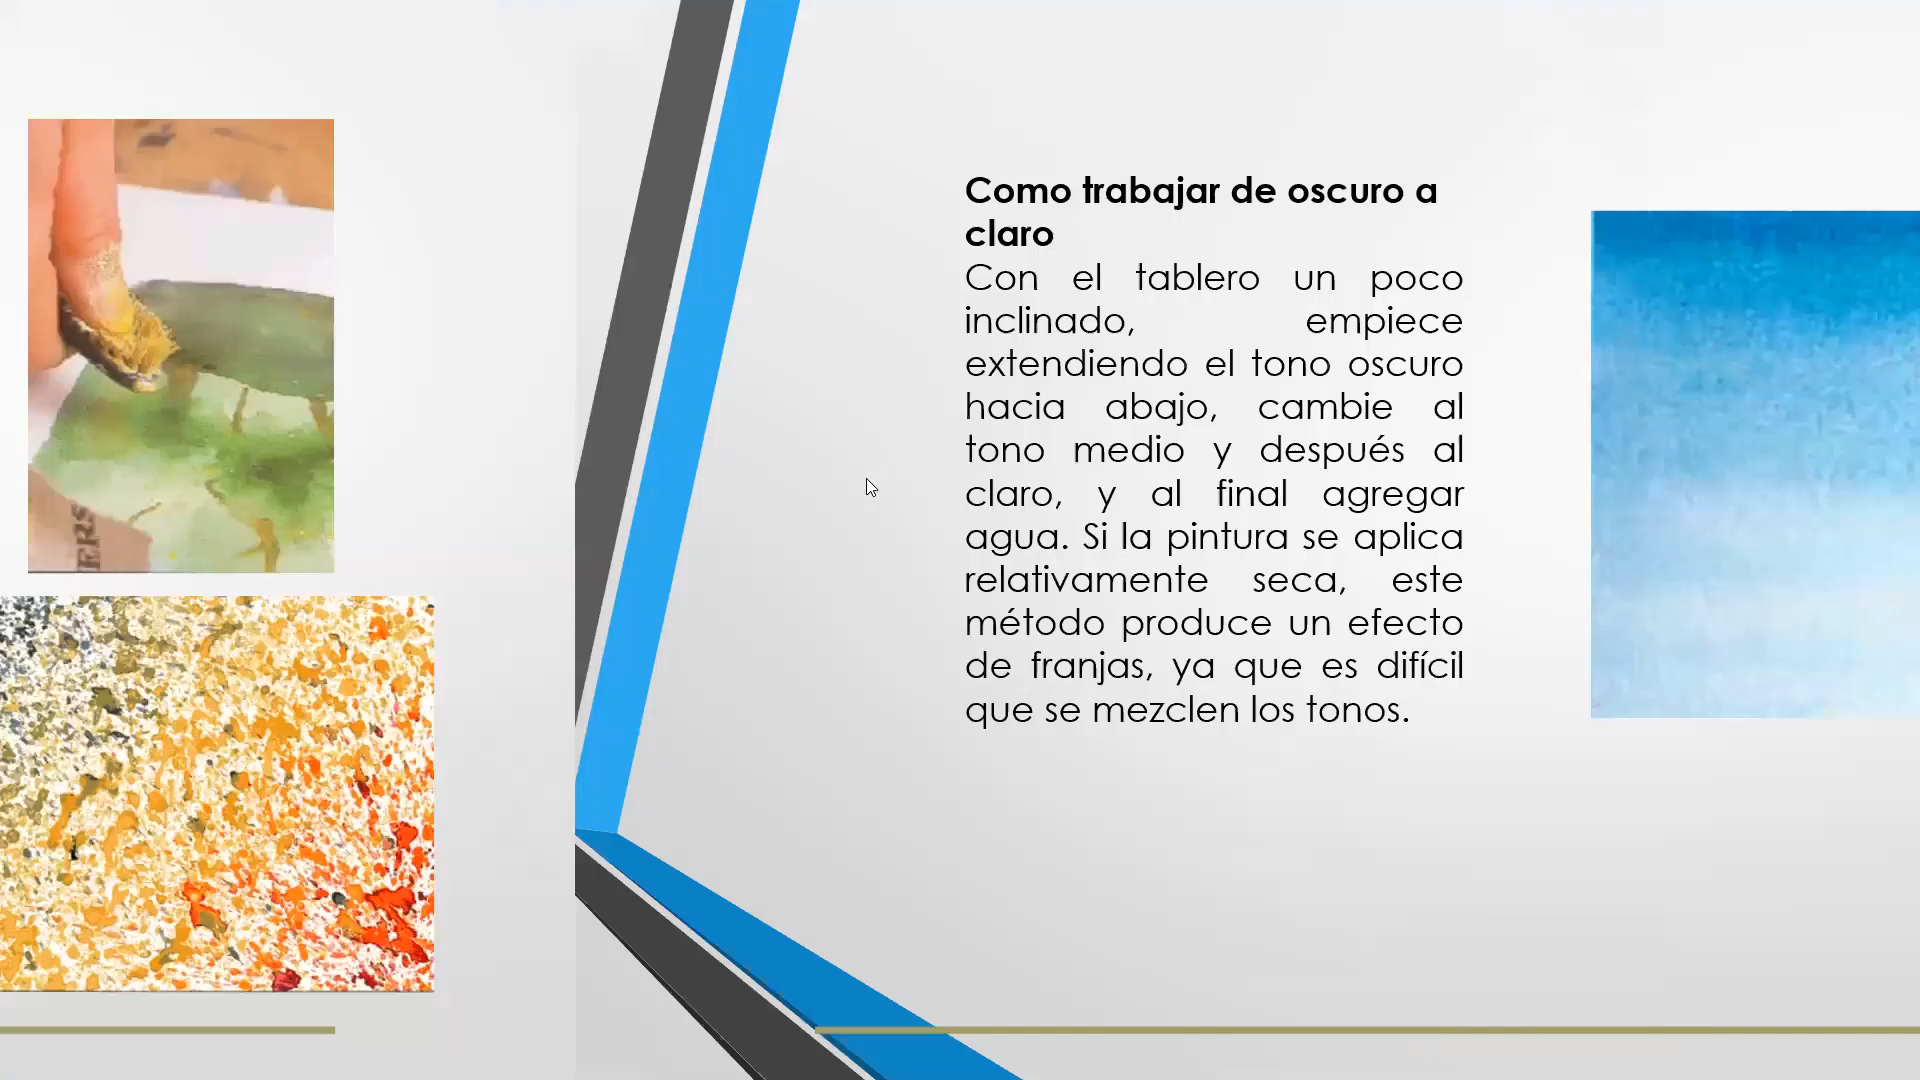 Como trabajar de oscuro a
claro
Con el tablero un poco
inclinado, empiece
extendiendo el tono oscuro
hacia abajo, cambie al
tono medio y después al
claro, y al final agregar
agua. Si la pintura se aplica
relativamente seca, este
método produce un efecto
de franjas, ya que es difícil
que se mezclen los tonos.
ERS